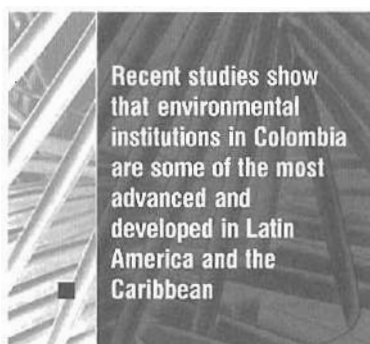 Recent studies show
that environmental
institutions in Colombia
are some of the most
advanced and
developed in Latin
America and the
Caribbean